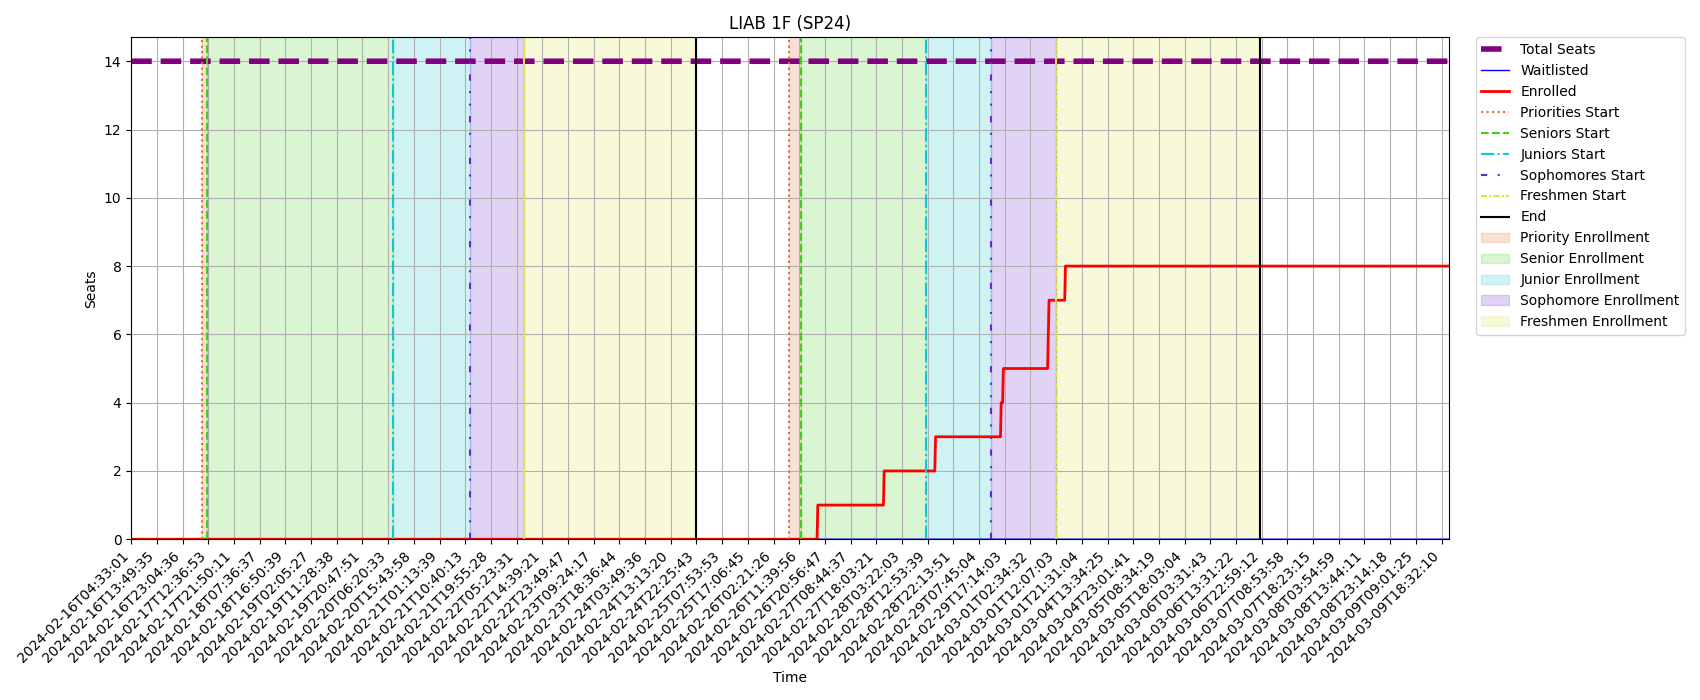 LIAB 1F (SP24)
Seats
14
12
10
8
6
4
2
0
2024-02-16T04:33:01
2024-02-16T13:49:35
2024-02-16T23:04:36
2024-02-17T12:36:53
2024-02-17T21:50:11
2024-02-18T07:36:37
2024-02-18T16:50:39
2024-02-19T02:05:27
2024-02-19T11:28:38
2024-02-19T20:47:51
2024-02-20T06:20:33
2024-02-20T15:43:58
2024-02-21T01:13:39
2024-02-21T10:40:13
2024-02-21T19:55:28
2024-02-22T05:23:31
2024-02-22T14:39:21
2024-02-22T23:49:47
2024-02-23T09:24:17
2024-02-23T18:36:44
2024-02-24T03:49:36
2024-02-24T13:13:20
2024-02-24T22:25:43
2024-02-25T07:53:53
2024-02-25T17:06:45
2024-02-26T02:21:26
2024-02-26T11:39:56
2024-02-26T20:56:47
2024-02-27T08:44:37
2024-02-27T18:03:21
2024-02-28T03:22:03
2024-02-28T12:53:39
2024-02-28T22:13:51
2024-02-29T07:45:04
2024-02-29T17:14:03
2024-03-01T02:34:32
2024-03-01T12:07:03
2024-03-01T21:31:04
2024-03-04T13:34:25
2024-03-04T23:01:41
2024-03-05T08:34:19
2024-03-05T18:03:04
2024-03-06T03:31:43
2024-03-06T13:31:22
2024-03-06T22:59:12
2024-03-07T08:53:58
2024-03-07T18:23:15
2024-03-08T03:54:59
2024-03-08T13:44:11
2024-03-08T23:14:18
2024-03-09T09:01:25
2024-03-09T18:32:10
Time
Total Seats
Waitlisted
Enrolled
Priorities Start
Seniors Start
Juniors Start
Sophomores Start
Freshmen Start
End
Priority Enrollment
Senior Enrollment
Junior Enrollment
Sophomore Enrollment
Freshmen Enrollment